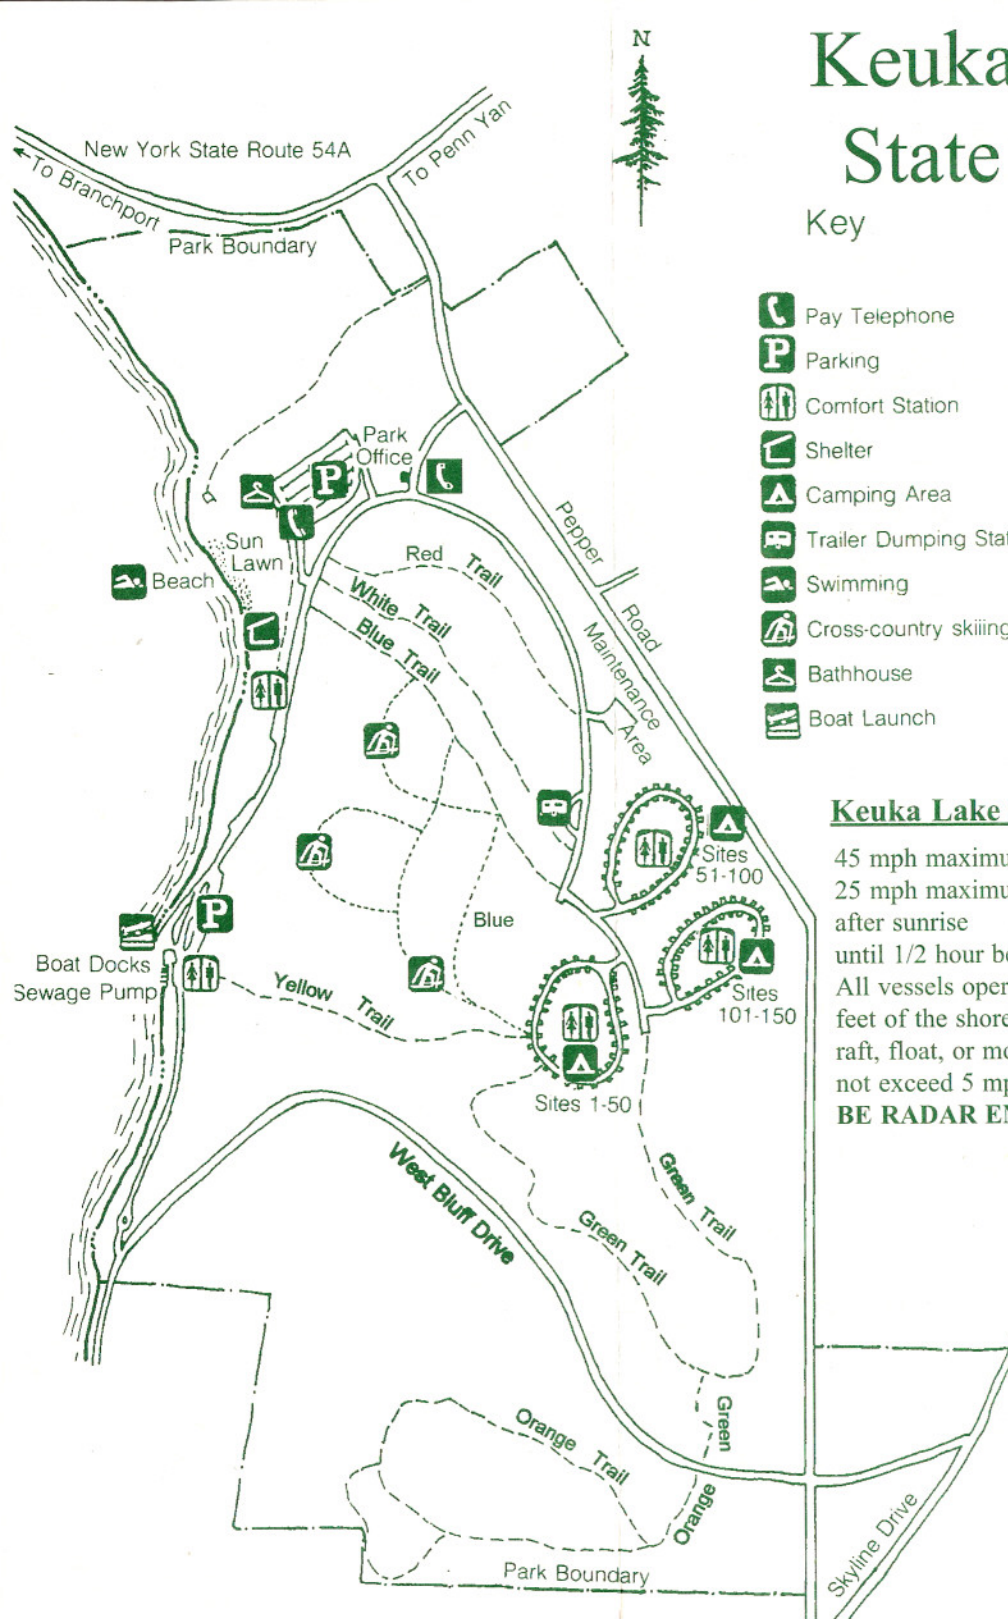 Keuka
State
N
Key
New York State Route 54A
←To Branchport
To Penn Yan
Park Boundary
Pay Telephone
P Parking
Comfort Station
Shelter
Camping Area
Trailer Dumping Stat
Swimming
Cross-country skiiing
Bathhouse
Boat Launch
Park
Office
P
Sun
Lawn
Beach
Red Trail
White Trail
Blue Trail
Pepper Road
Maintenance
Area
Sites
51-100
Blue
P
Boat Docks
Sewage Pump
Yellow Trail
Sites
101-150
Sites 1-50
Keuka Lake
45 mph maximu
25 mph maximu
after sunrise
until 1/2 hour be
All vessels oper
feet of the shore
raft, float, or mo
not exceed 5 mp
BE RADAR EN
West Bluff Drive
Green Trail
Green Trail
Green
Orange Trail
Orange
Park Boundary
Skyline Drive